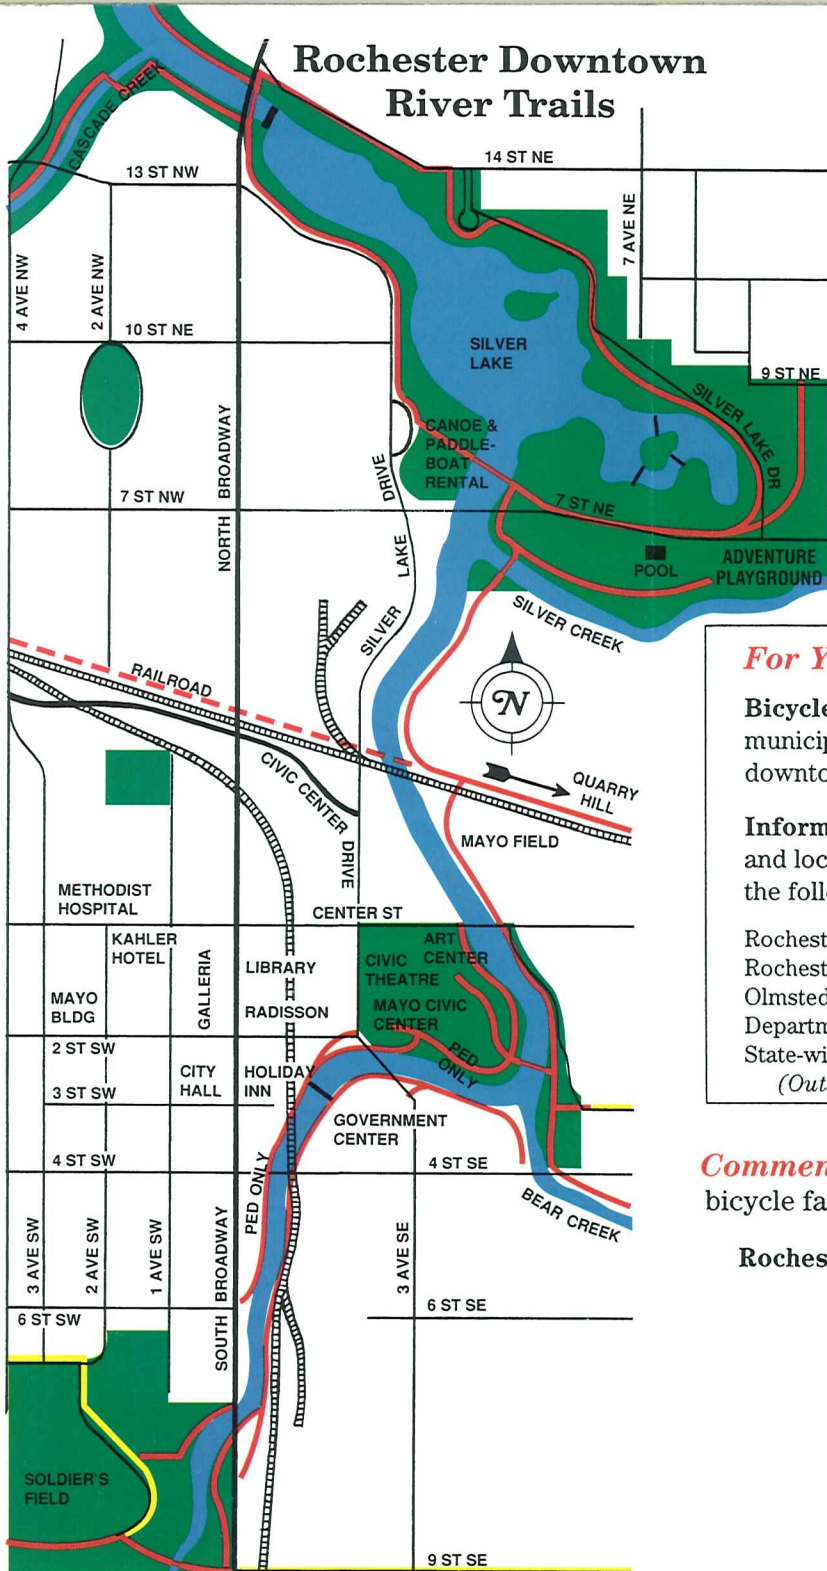 Rochester Downtown
River Trails
CASCADE CREEK
13 ST NW
14 ST NE
7 AVE NE
4 AVE NW
2 AVE NW
10 ST NE
SILVER
LAKE
9 ST NE
SILVER LAKE DR
CANOE &
PADDLE-
BOAT
RENTAL
NORTH BROADWAY
7 ST NW
7 ST NE
SILVER LAKE DRIVE
POOL
ADVENTURE
PLAYGROUND
SILVER CREEK
RAILROAD
N
CIVIC CENTER DRIVE
QUARRY
HILL
MAYO FIELD
METHODIST
HOSPITAL
CENTER ST
KAHLER
HOTEL
GALLERIA
LIBRARY
ART
CENTER
CIVIC
THEATRE
MAYO
BLDG
RADISSON
MAYO CIVIC
CENTER
2 ST SW
PED
ONLY
CITY
HALL
HOLIDAY
INN
3 ST SW
GOVERNMENT
CENTER
4 ST SW
PED ONLY
4 ST SE
BEAR CREEK
3 AVE SW
2 AVE SW
1 AVE SW
SOUTH BROADWAY
3 AVE SE
6 ST SW
6 ST SE
SOLDIER'S
FIELD
9 ST SE
For Y
Bicycle
municip
downto
Inform
and loc
the foll
Rochest
Rochest
Olmsted
Departm
State-wi
(Out
Commen
bicycle fa
Roches